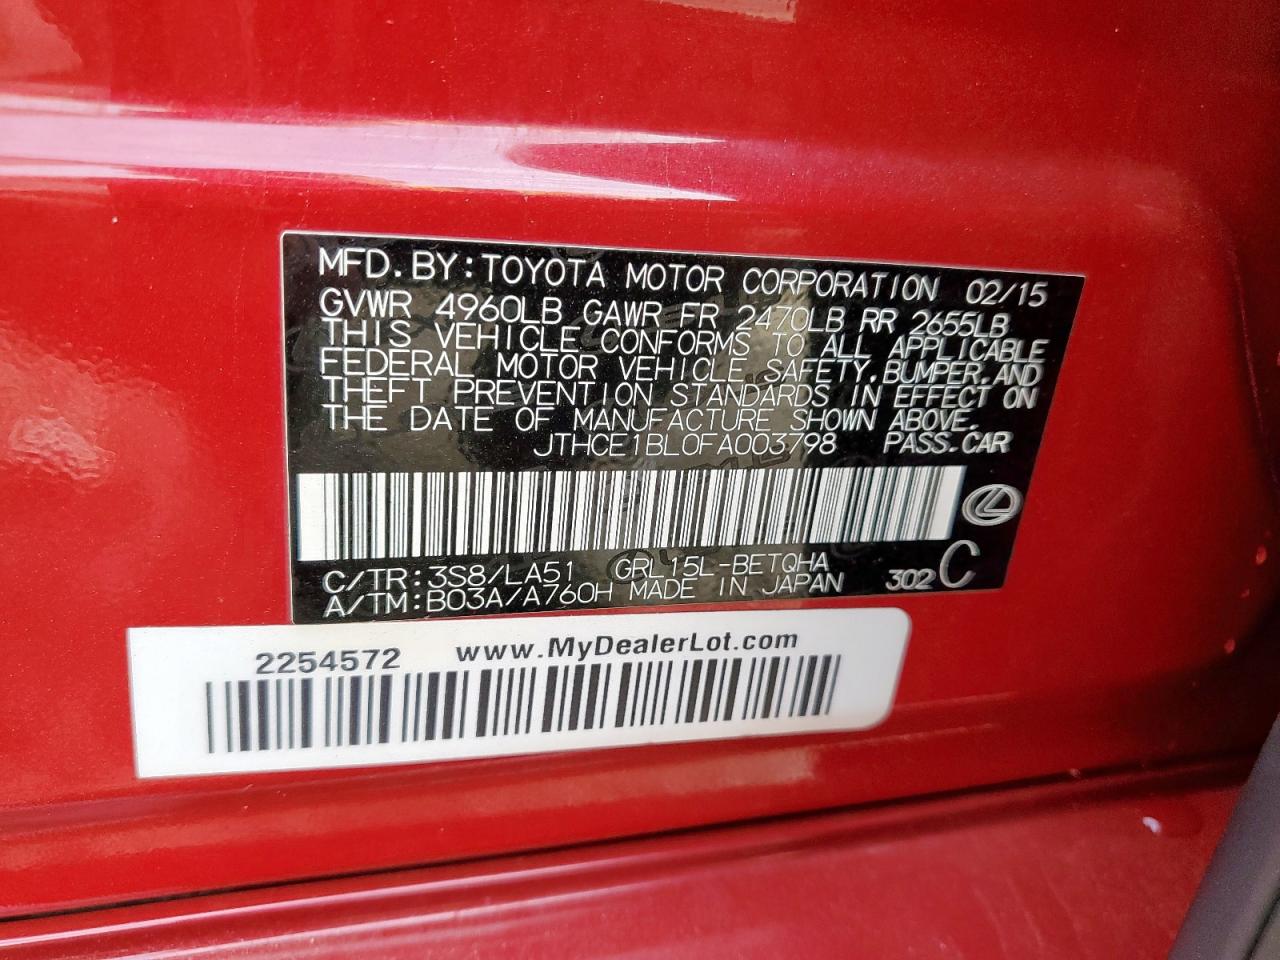 MFD. BY: TOYOTA MOTOR CORPORATION 02/15
GVWR 4960LB GAWR FR 2470LB RR 2655LB
THIS VEHICLE CONFORMS TO ALL APPLICABLE
FEDERAL MOTOR VEHICLE SAFETY, BUMPER, AND
THEFT PREVENTION STANDARDS IN EFFECT ON
THE DATE OF MANUFACTURE SHOWN ABOVE.
JTHCE1BL0FA003798 PASS. CAR
C/TR: 3S8/LA51 GRL15L-BETQHA
A/TM: B03A/A760H MADE IN JAPAN 302 C
2254572 www.MyDealerLot.com